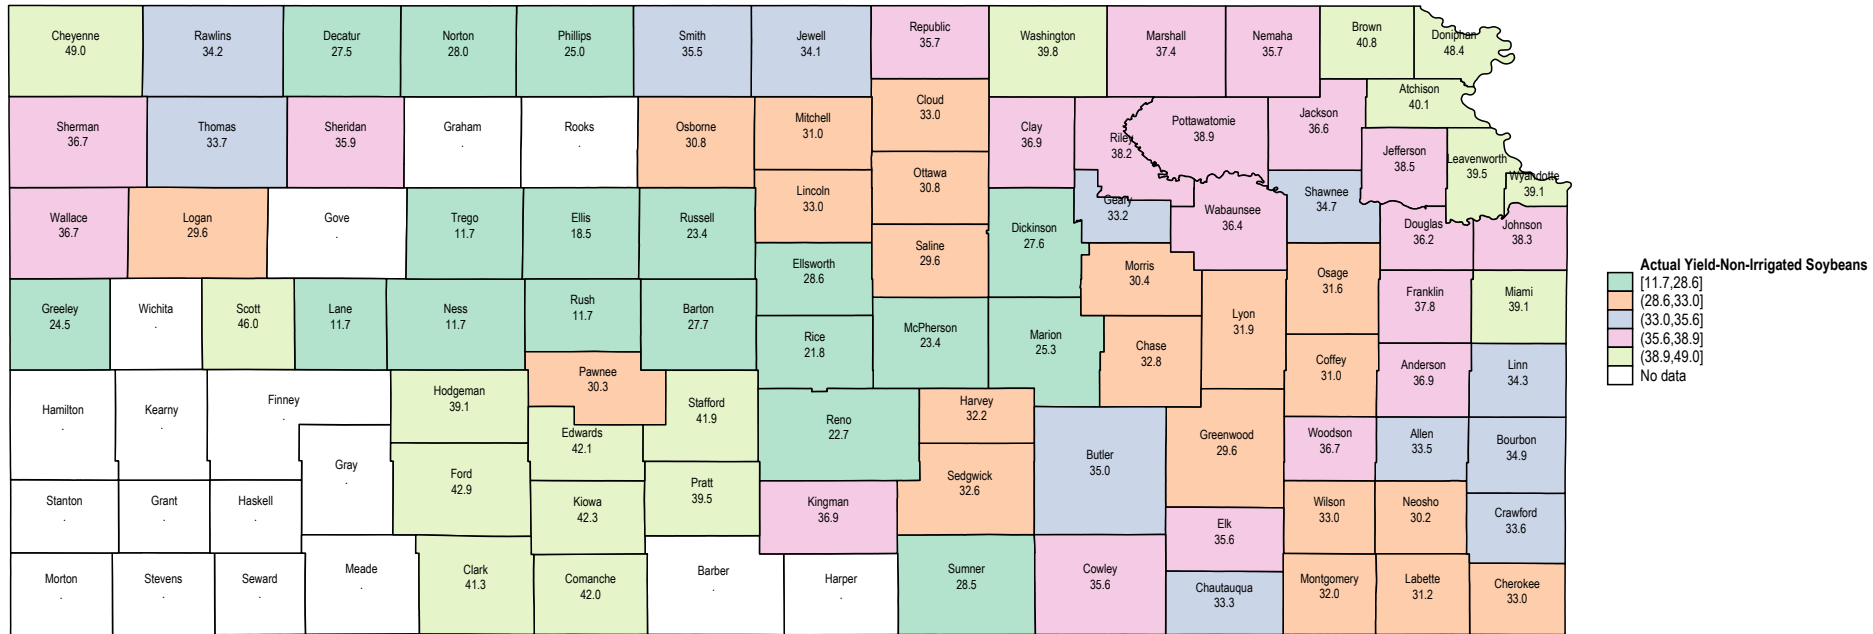 Cheyenne
49.0
Rawlins
34.2
Decatur
27.5
Norton
28.0
Phillips
25.0
Smith
35.5
Jewell
34.1
Republic
35.7
Washington
39.8
Marshall
37.4
Nemaha
35.7
Brown
40.8
Doniphan
48.4
Sherman
36.7
Thomas
33.7
Sheridan
35.9
Graham
.
Rooks
.
Osborne
30.8
Mitchell
31.0
Cloud
33.0
Clay
36.9
Riley
38.2
Pottawatomie
38.9
Jackson
36.6
Atchison
40.1
Jefferson
38.5
Leavenworth
39.5
Wyandotte
39.1
Wallace
36.7
Logan
29.6
Gove
.
Trego
11.7
Ellis
18.5
Russell
23.4
Lincoln
33.0
Ottawa
30.8
Saline
29.6
Dickinson
27.6
Geary
33.2
Wabaunsee
36.4
Shawnee
34.7
Douglas
36.2
Johnson
38.3
Greeley
24.5
Wichita
.
Scott
46.0
Lane
11.7
Ness
11.7
Rush
11.7
Barton
27.7
Ellsworth
28.6
Rice
21.8
McPherson
23.4
Marion
25.3
Morris
30.4
Chase
32.8
Lyon
31.9
Osage
31.6
Coffey
31.0
Franklin
37.8
Miami
39.1
Anderson
36.9
Linn
34.3
Hamilton
.
Kearny
.
Finney
.
Gray
.
Hodgeman
39.1
Pawnee
30.3
Edwards
42.1
Stafford
41.9
Reno
22.7
Harvey
32.2
Sedgwick
32.6
Butler
35.0
Greenwood
29.6
Woodson
36.7
Allen
33.5
Bourbon
34.9
Stanton
.
Grant
.
Haskell
.
Ford
42.9
Kiowa
42.3
Pratt
39.5
Kingman
36.9
Elk
35.6
Wilson
33.0
Neosho
30.2
Crawford
33.6
Morton
.
Stevens
.
Seward
.
Meade
.
Clark
41.3
Comanche
42.0
Barber
.
Harper
.
Sumner
28.5
Cowley
35.6
Chautauqua
33.3
Montgomery
32.0
Labette
31.2
Cherokee
33.0
Actual Yield-Non-Irrigated Soybeans
[11.7,28.6]
(28.6,33.0]
(33.0,35.6]
(35.6,38.9]
(38.9,49.0]
No data